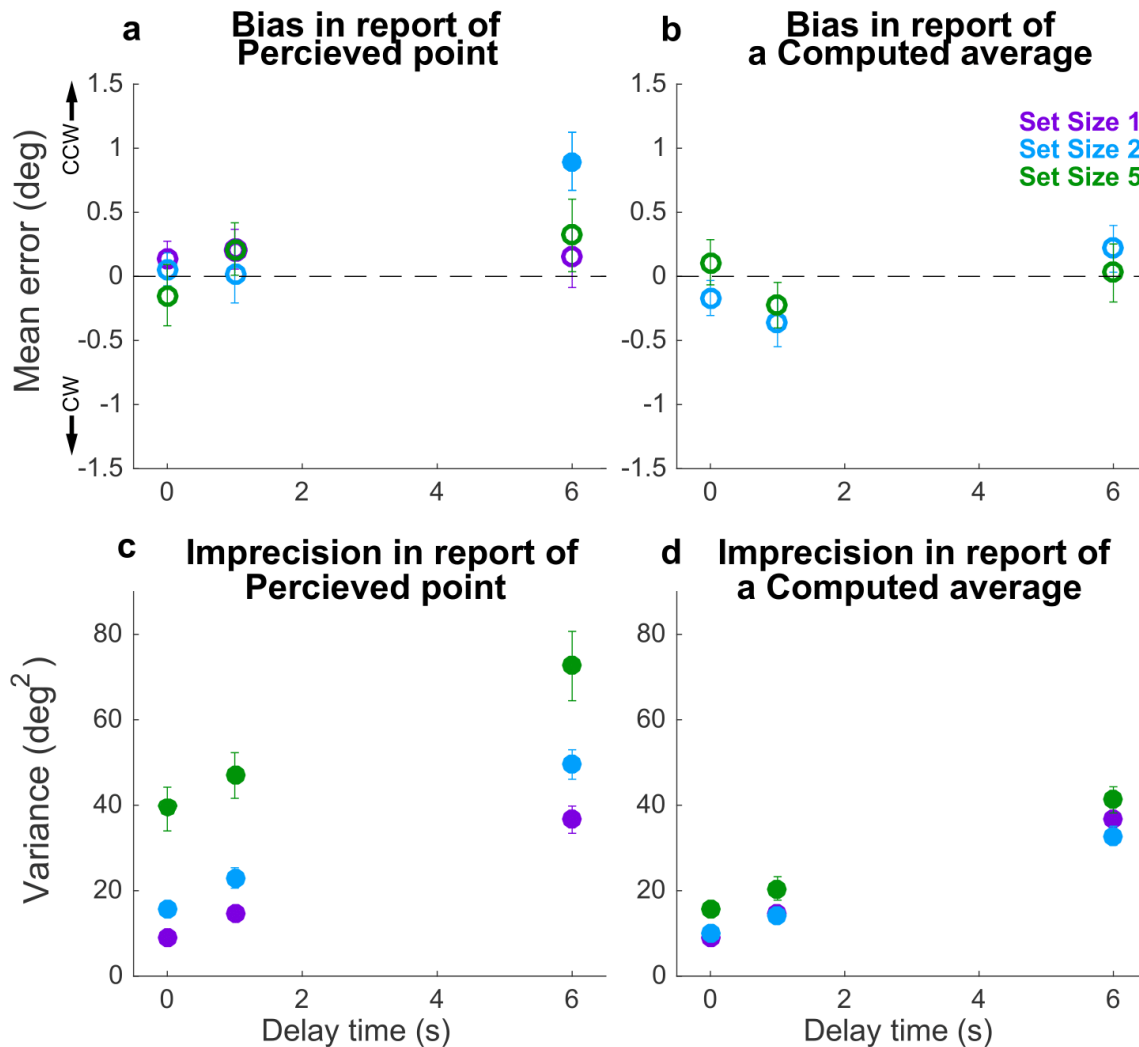 a
Bias in report of
Percieved point
b
Bias in report of
a Computed average
Mean error (deg)
CCW
CW
1.5
1
0.5
0
-0.5
-1
-1.5
0 2 4 6
1.5
1
0.5
0
-0.5
-1
-1.5
0 2 4 6
Set Size 1
Set Size 2
Set Size 5
c
Imprecision in report of
Percieved point
d
Imprecision in report of
a Computed average
Variance (deg²)
80
60
40
20
0
0 2 4 6
Delay time (s)
80
60
40
20
0
0 2 4 6
Delay time (s)